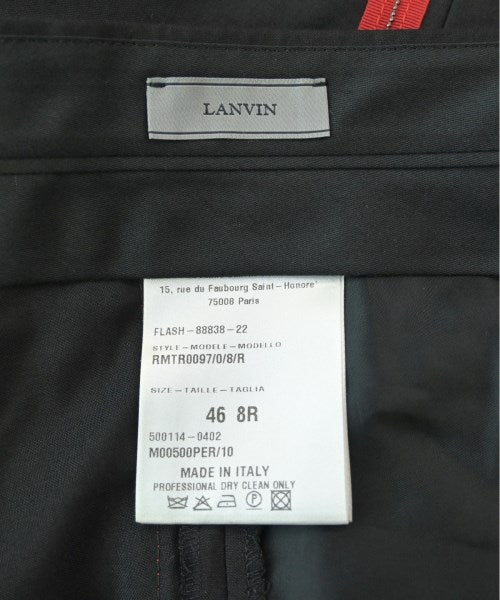 LANVIN
15, rue du Faubourg Saint-Honore'
75008 Paris
FLASH-88838-22
STYLE-MODELE-MODELLO
RMTR0097/0/8/R
SIZE-TAILLE-TAGLIA
46 8R
500114-0402
M00500PER/10
MADE IN ITALY
PROFESSIONAL DRY CLEAN ONLY
P